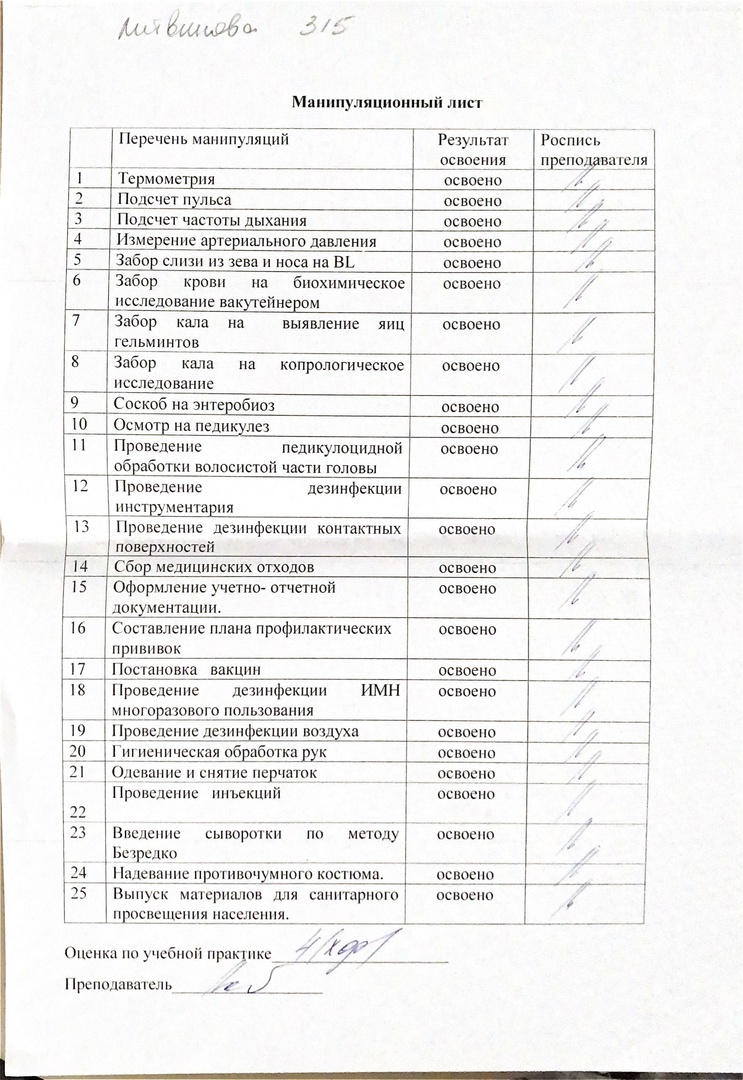 Литвинова 315
Манипуляционный лист
Перечень манипуляций Результат освоения Роспись преподавателя
1 Термометрия освоено
2 Подсчет пульса освоено
3 Подсчет частоты дыхания освоено
4 Измерение артериального давления освоено
5 Забор слизи из зева и носа на BL освоено
6 Забор крови на биохимическое освоено
исследование вакутейнером
7 Забор кала на выявление яиц освоено
гельминтов
8 Забор кала на копрологическое освоено
исследование
9 Соскоб на энтеробиоз освоено
10 Осмотр на педикулез освоено
11 Проведение педикулоцидной освоено
обработки волосистой части головы
12 Проведение дезинфекции освоено
инструментария
13 Проведение дезинфекции контактных освоено
поверхностей
14 Сбор медицинских отходов освоено
15 Оформление учетно- отчетной освоено
документации.
16 Составление плана профилактических освоено
прививок
17 Постановка вакцин освоено
18 Проведение дезинфекции ИМН освоено
многоразового пользования
19 Проведение дезинфекции воздуха освоено
20 Гигиеническая обработка рук освоено
21 Одевание и снятие перчаток освоено
22 Проведение инъекций освоено
23 Введение сыворотки по методу освоено
Безредко
24 Надевание противочумного костюма. освоено
25 Выпуск материалов для санитарного освоено
просвещения населения.
Оценка по учебной практике 4/хор/
Преподаватель